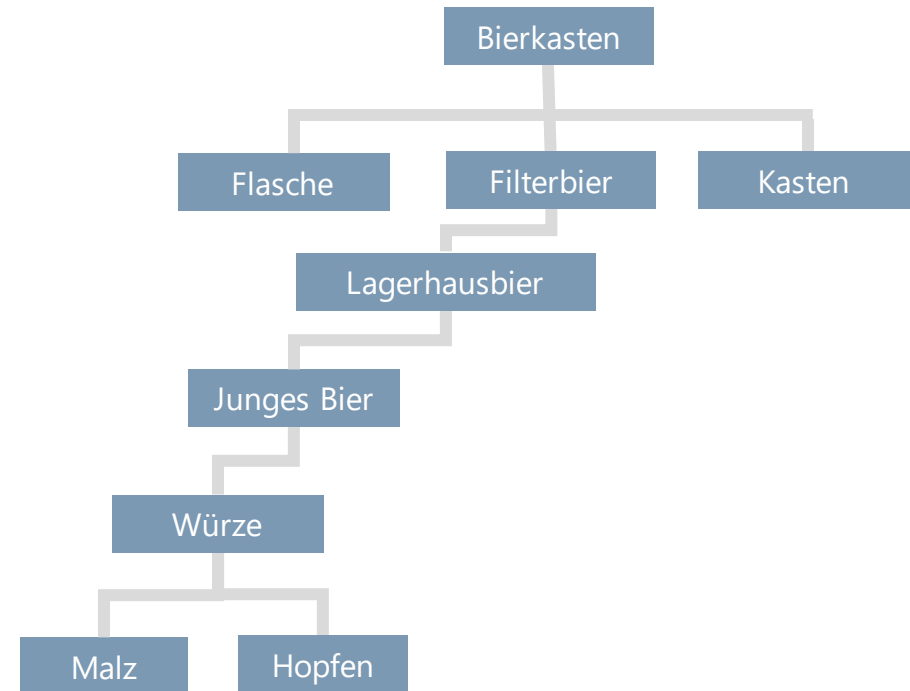 Bierkasten
Flasche
Filterbier
Kasten
Lagerhausbier
Junges Bier
Würze
Malz
Hopfen